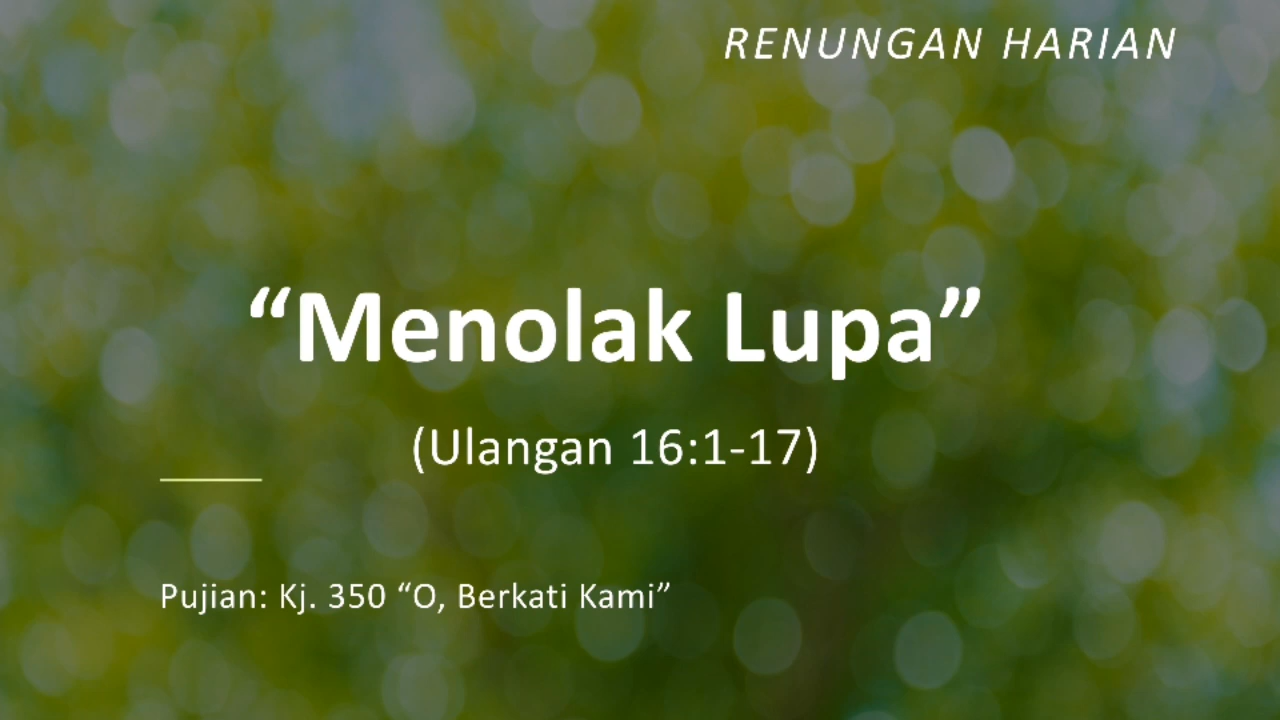 RENUNGAN HARIAN
“Menolak Lupa”
(Ulangan 16:1-17)
Pujian: Kj. 350 “O, Berkati Kami”